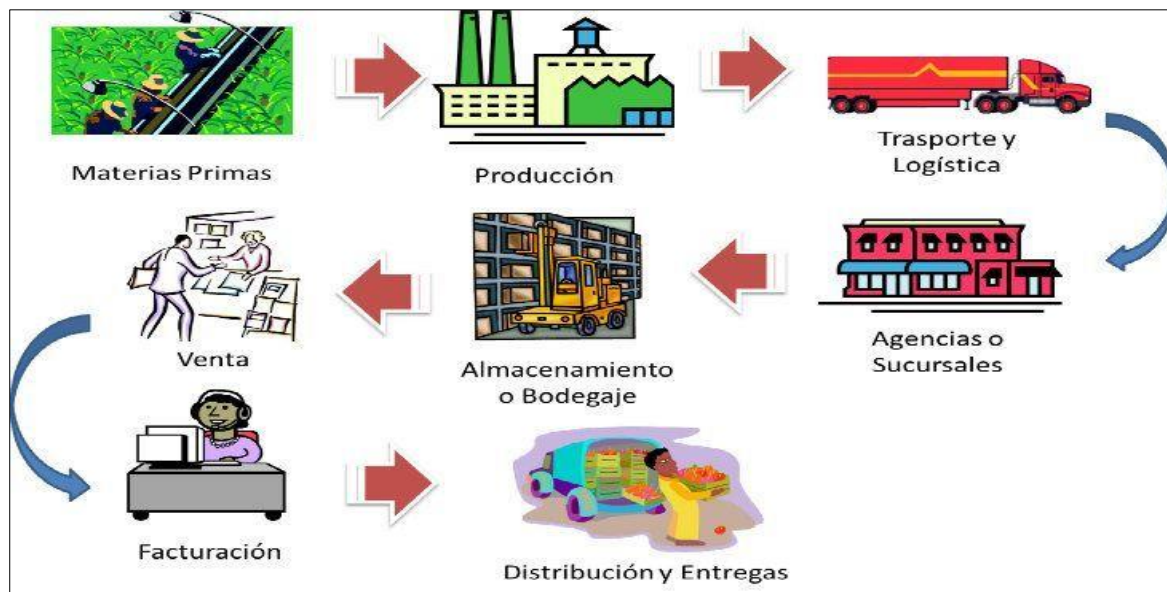 Materias Primas
Producción
Trasporte y
Logística
Agencias o
Sucursales
Almacenamiento
o Bodegaje
Venta
Facturación
Distribución y Entregas